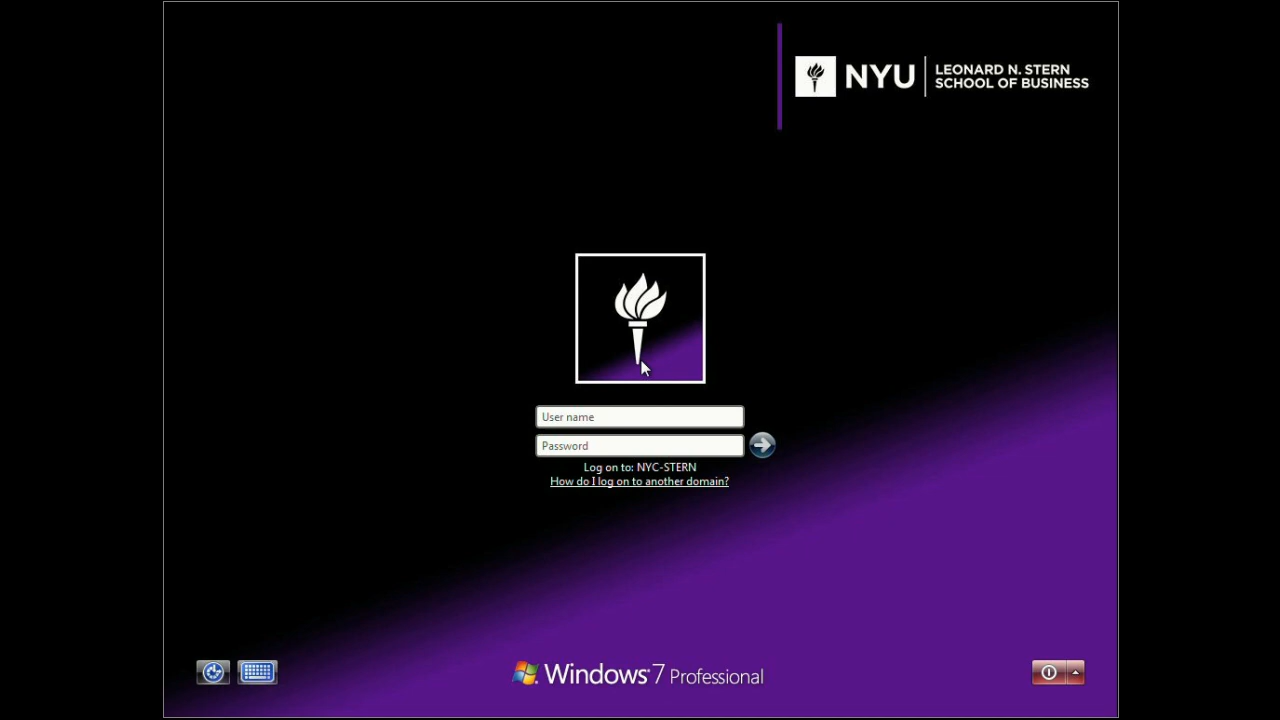 NYU
LEONARD N. STERN
SCHOOL OF BUSINESS
User name
Password
Log on to: NYC-STERN
How do I log on to another domain?
Windows 7 Professional